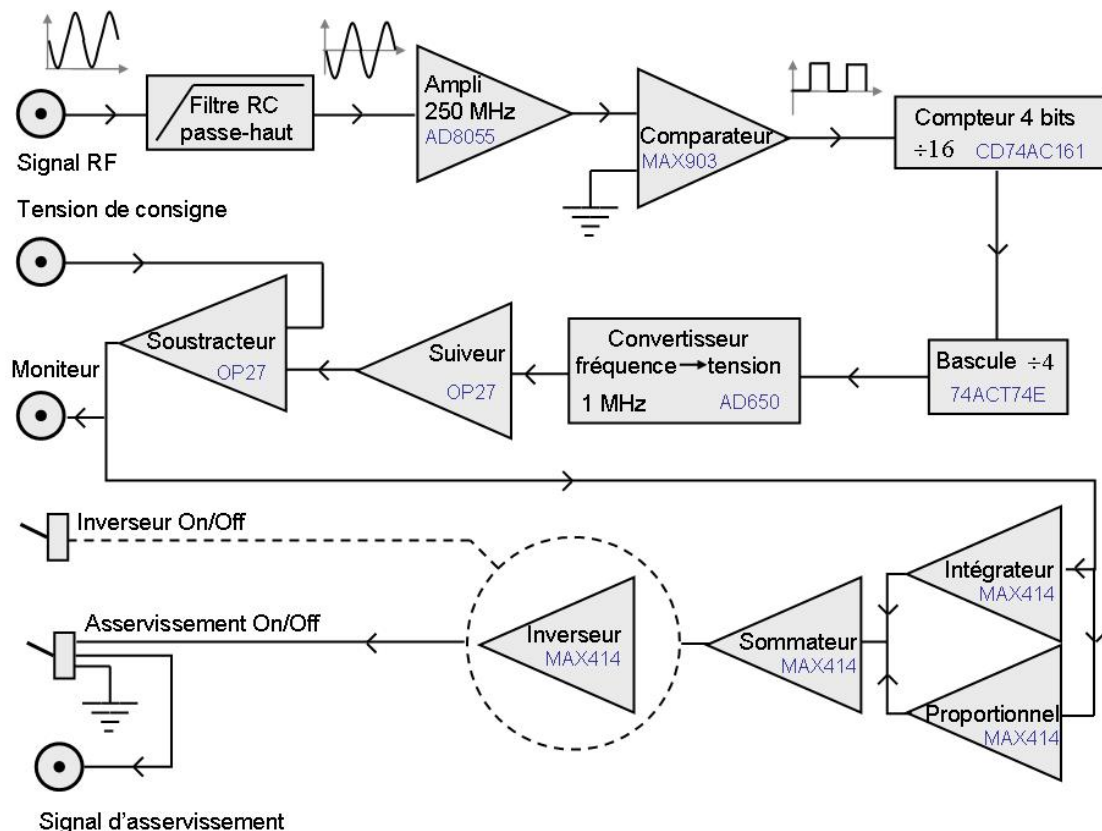 Signal RF
Filtre RC
passe-haut
Ampli
250 MHz
AD8055
Comparateur
MAX903
Compteur 4 bits
÷16 CD74AC161
Tension de consigne
Moniteur
Soustracteur
OP27
Suiveur
OP27
Convertisseur
fréquence → tension
1 MHz AD650
Bascule ÷4
74ACT74E
Inverseur On/Off
Asservissement On/Off
Inverseur
MAX414
Sommateur
MAX414
Intégrateur
MAX414
Proportionnel
MAX414
Signal d'asservissement